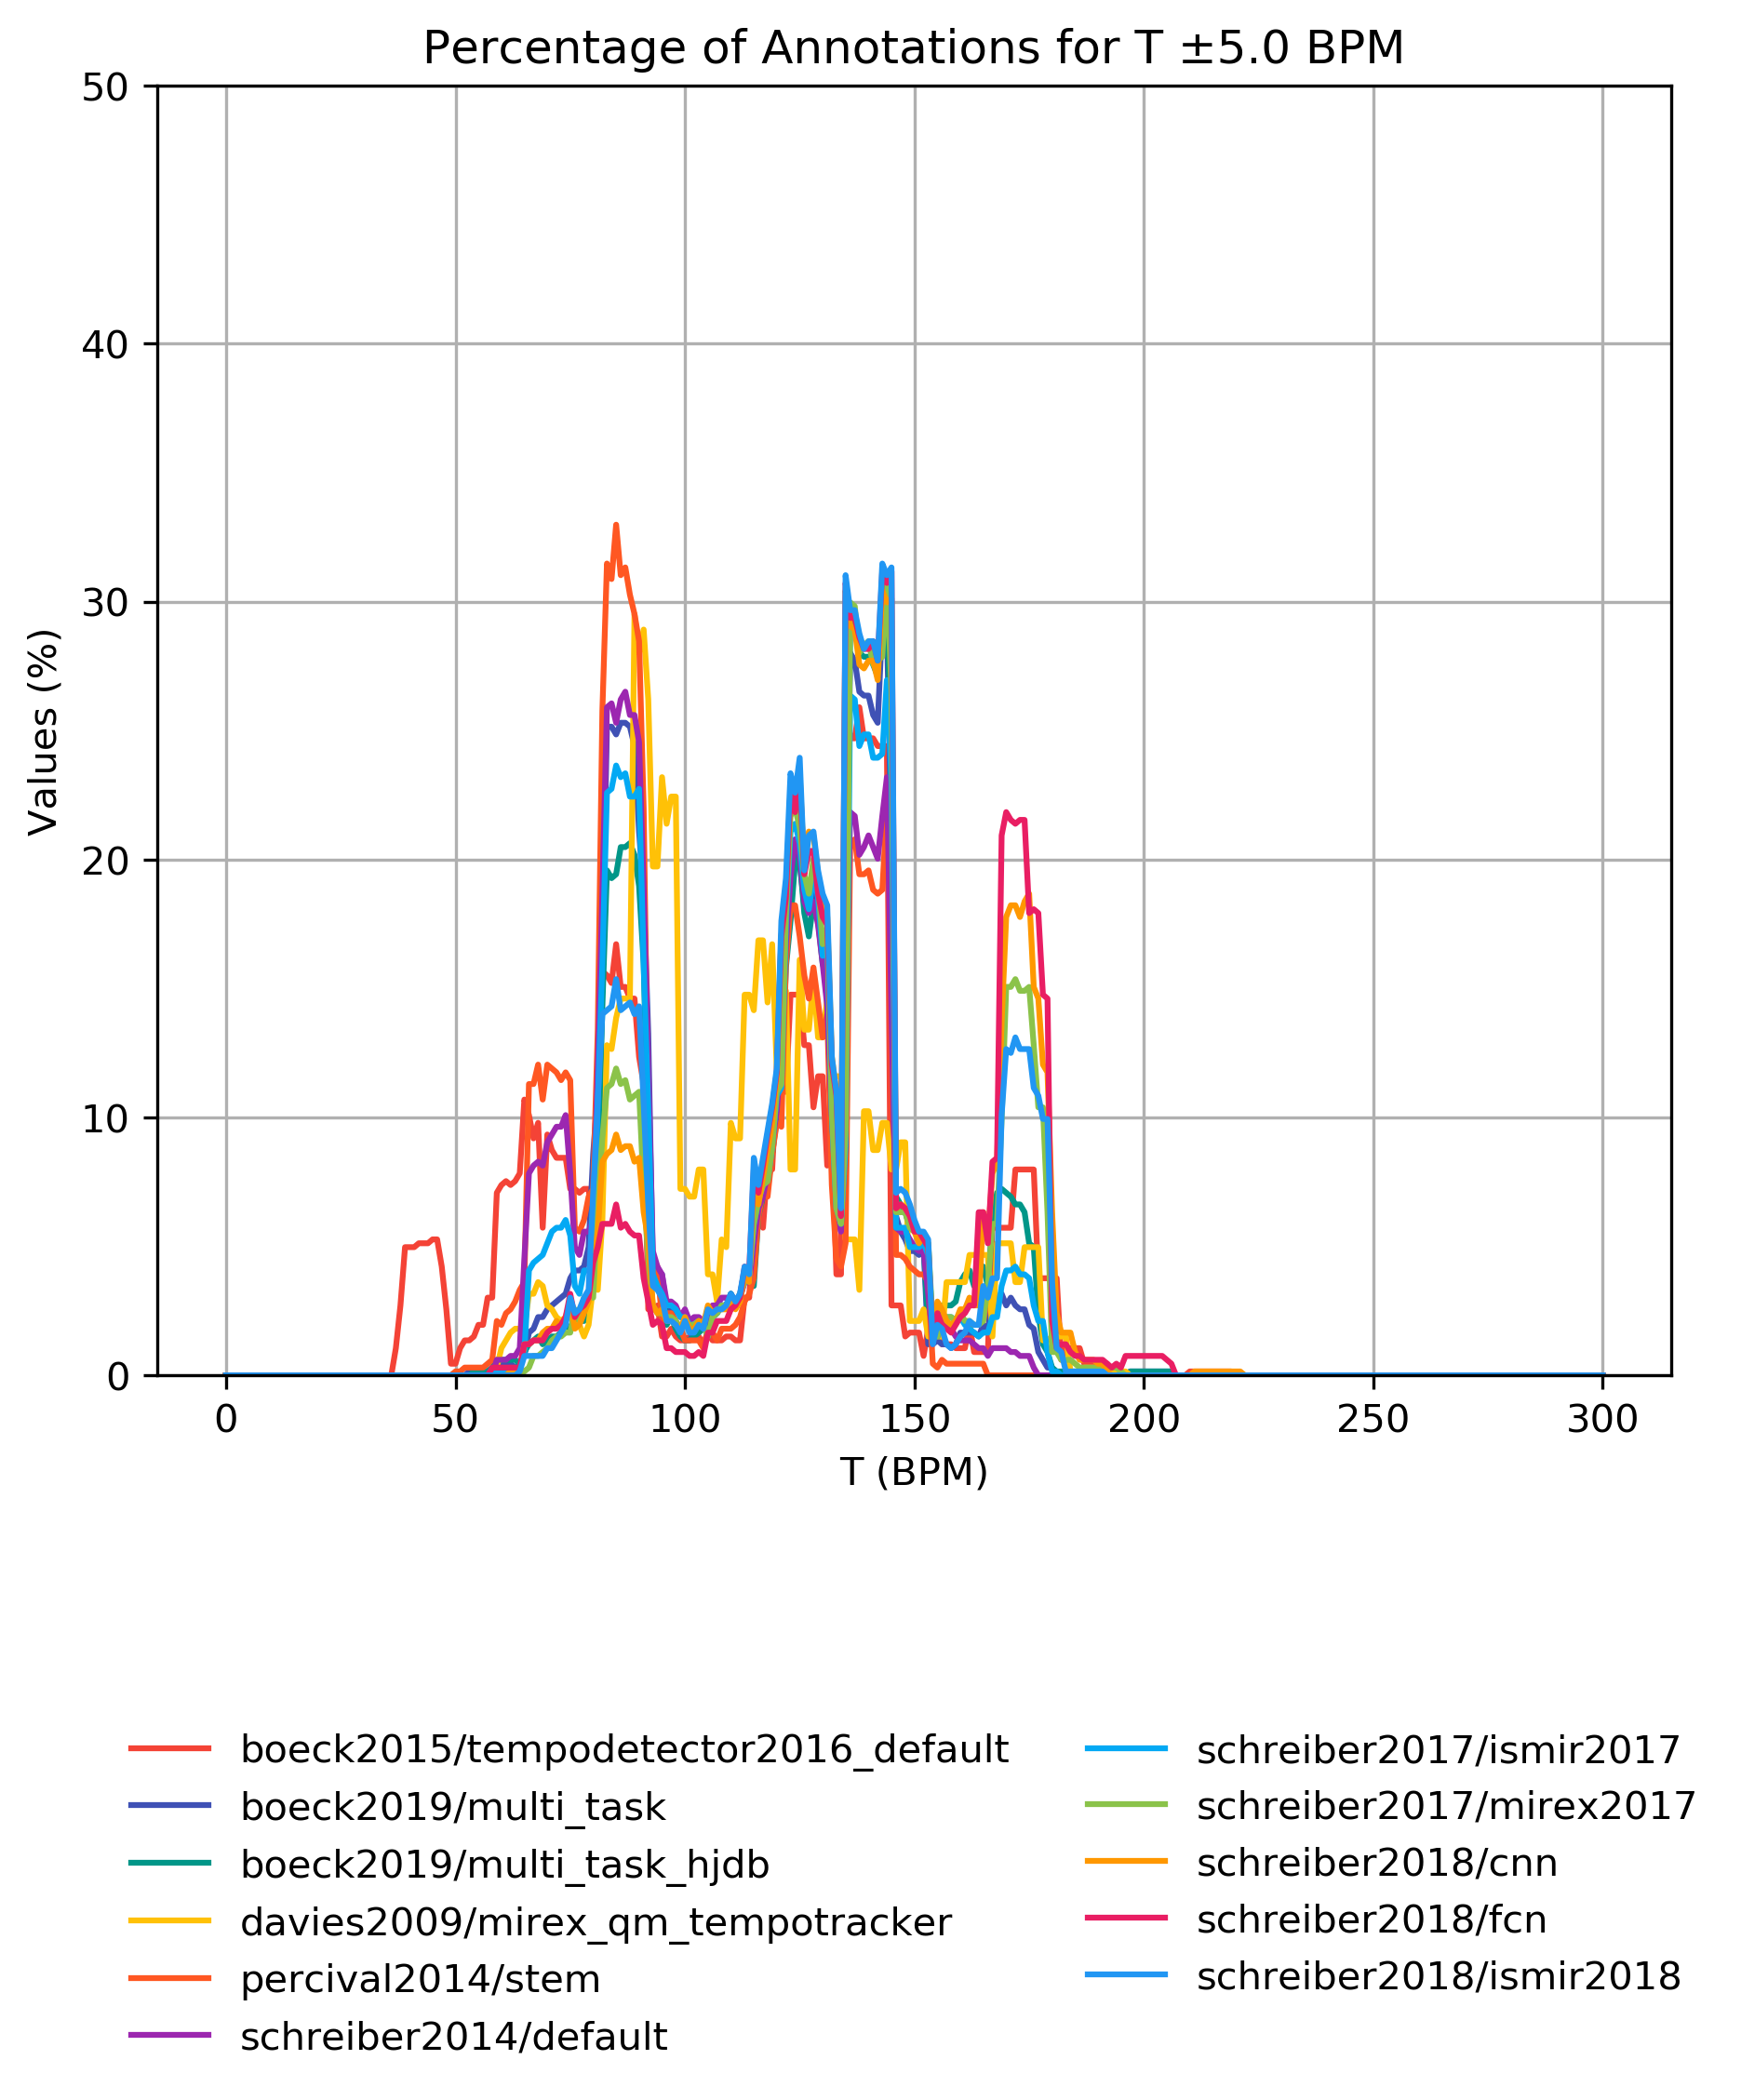 Percentage of Annotations for T ±5.0 BPM
50
40
30
20
10
0
Values (%)
0 50 100 150 200 250 300
T (BPM)
boeck2015/tempodetector2016_default
boeck2019/multi_task
boeck2019/multi_task_hjdb
davies2009/mirex_qm_tempotracker
percival2014/stem
schreiber2014/default
schreiber2017/ismir2017
schreiber2017/mirex2017
schreiber2018/cnn
schreiber2018/fcn
schreiber2018/ismir2018